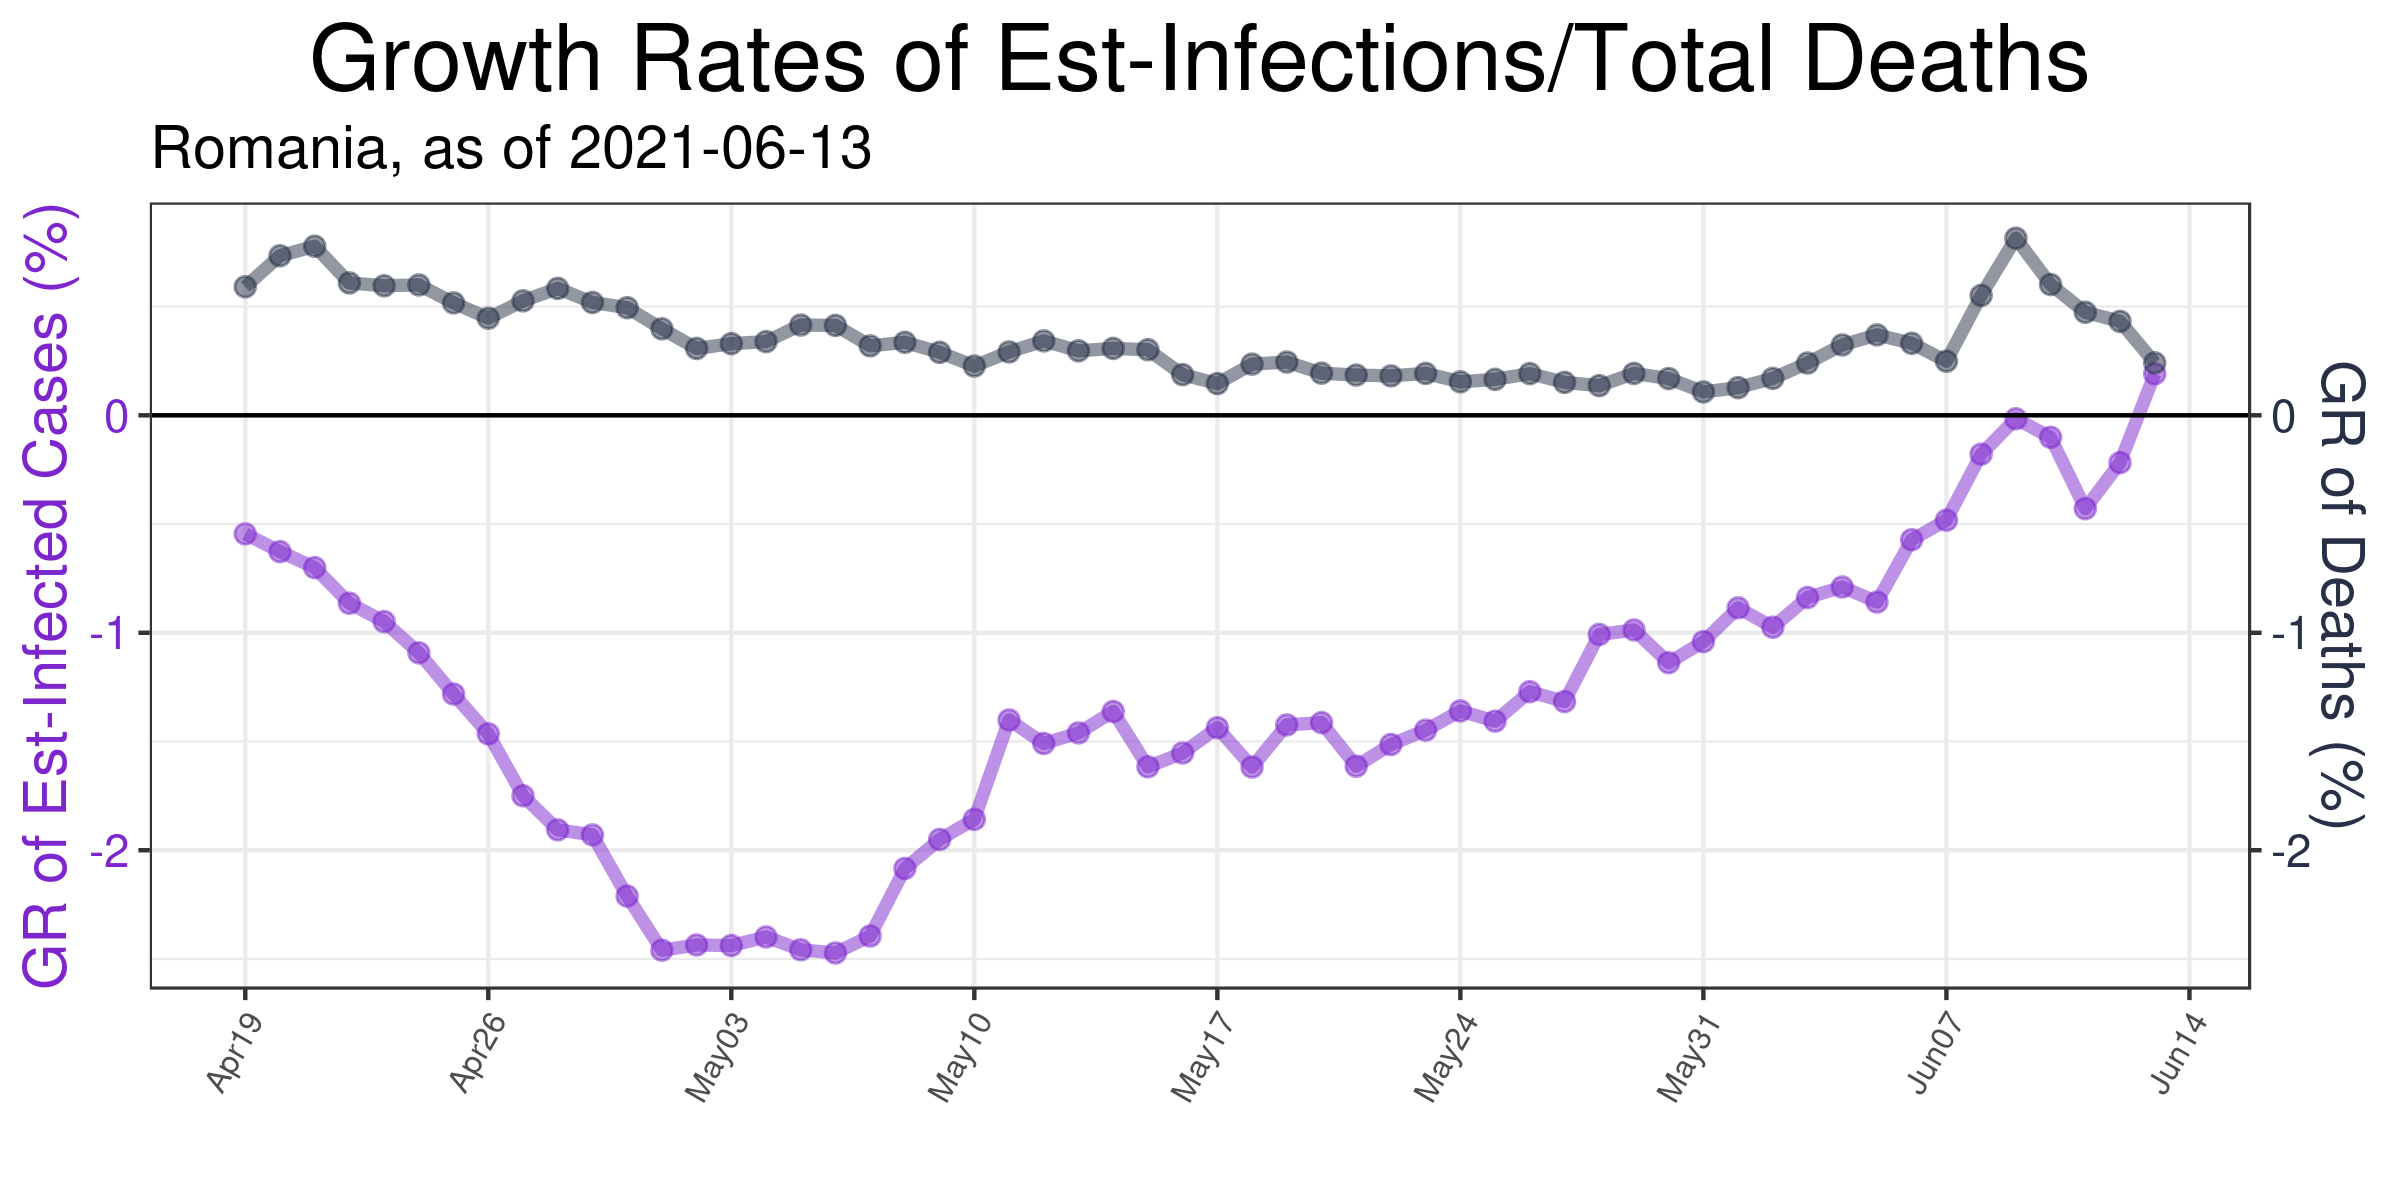 Growth Rates of Est-Infections/Total Deaths
Romania, as of 2021-06-13
GR of Est-Infected Cases (%)
0
-1
-2
GR of Deaths (%)
0
-1
-2
Apr19
Apr26
May03
May10
May17
May24
May31
Jun07
Jun14